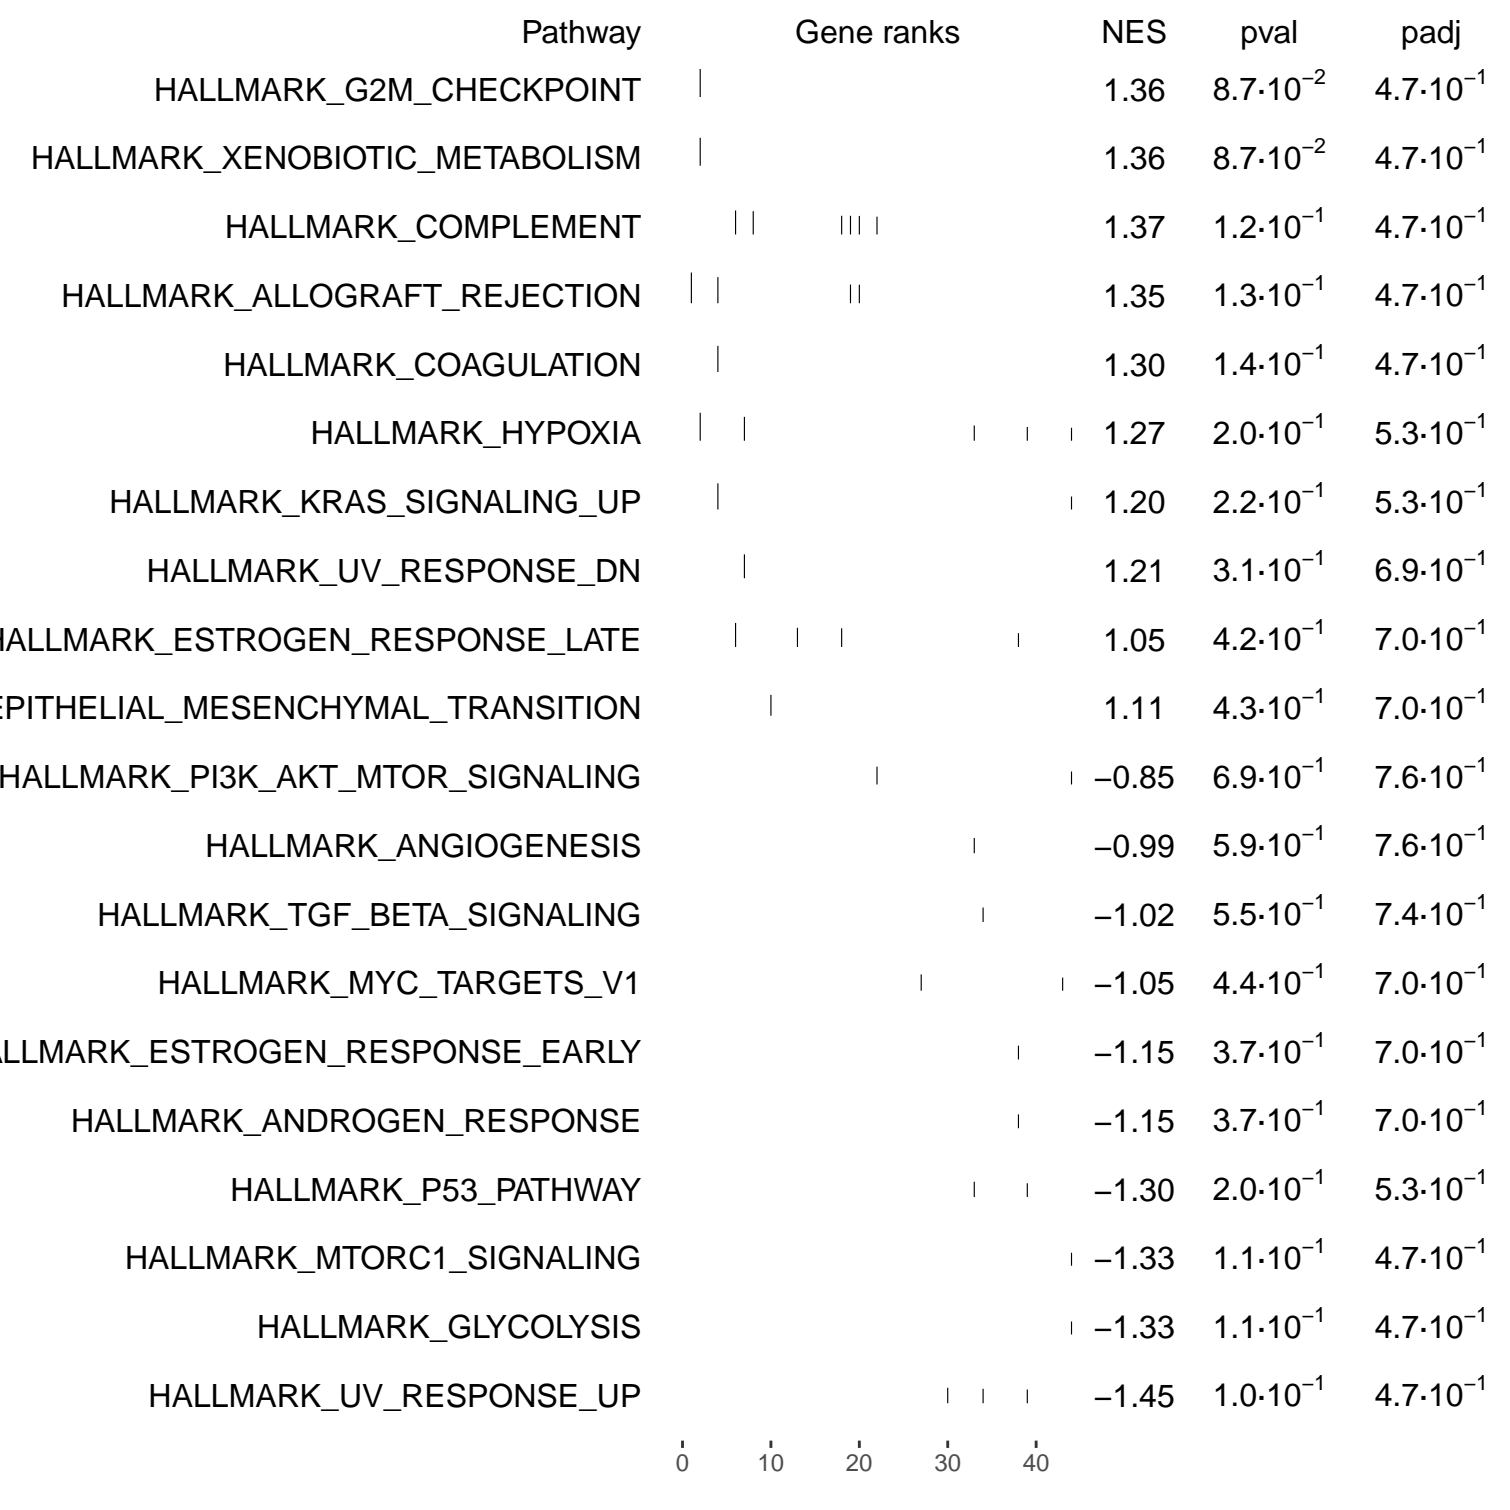 Pathway Gene ranks NES pval padj
HALLMARK_G2M_CHECKPOINT 1.36 8.7·10⁻² 4.7·10⁻¹
HALLMARK_XENOBIOTIC_METABOLISM 1.36 8.7·10⁻² 4.7·10⁻¹
HALLMARK_COMPLEMENT 1.37 1.2·10⁻¹ 4.7·10⁻¹
HALLMARK_ALLOGRAFT_REJECTION 1.35 1.3·10⁻¹ 4.7·10⁻¹
HALLMARK_COAGULATION 1.30 1.4·10⁻¹ 4.7·10⁻¹
HALLMARK_HYPOXIA 1.27 2.0·10⁻¹ 5.3·10⁻¹
HALLMARK_KRAS_SIGNALING_UP 1.20 2.2·10⁻¹ 5.3·10⁻¹
HALLMARK_UV_RESPONSE_DN 1.21 3.1·10⁻¹ 6.9·10⁻¹
HALLMARK_ESTROGEN_RESPONSE_LATE 1.05 4.2·10⁻¹ 7.0·10⁻¹
EPITHELIAL_MESENCHYMAL_TRANSITION 1.11 4.3·10⁻¹ 7.0·10⁻¹
HALLMARK_PI3K_AKT_MTOR_SIGNALING −0.85 6.9·10⁻¹ 7.6·10⁻¹
HALLMARK_ANGIOGENESIS −0.99 5.9·10⁻¹ 7.6·10⁻¹
HALLMARK_TGF_BETA_SIGNALING −1.02 5.5·10⁻¹ 7.4·10⁻¹
HALLMARK_MYC_TARGETS_V1 −1.05 4.4·10⁻¹ 7.0·10⁻¹
ALLMARK_ESTROGEN_RESPONSE_EARLY −1.15 3.7·10⁻¹ 7.0·10⁻¹
HALLMARK_ANDROGEN_RESPONSE −1.15 3.7·10⁻¹ 7.0·10⁻¹
HALLMARK_P53_PATHWAY −1.30 2.0·10⁻¹ 5.3·10⁻¹
HALLMARK_MTORC1_SIGNALING −1.33 1.1·10⁻¹ 4.7·10⁻¹
HALLMARK_GLYCOLYSIS −1.33 1.1·10⁻¹ 4.7·10⁻¹
HALLMARK_UV_RESPONSE_UP −1.45 1.0·10⁻¹ 4.7·10⁻¹
0 10 20 30 40